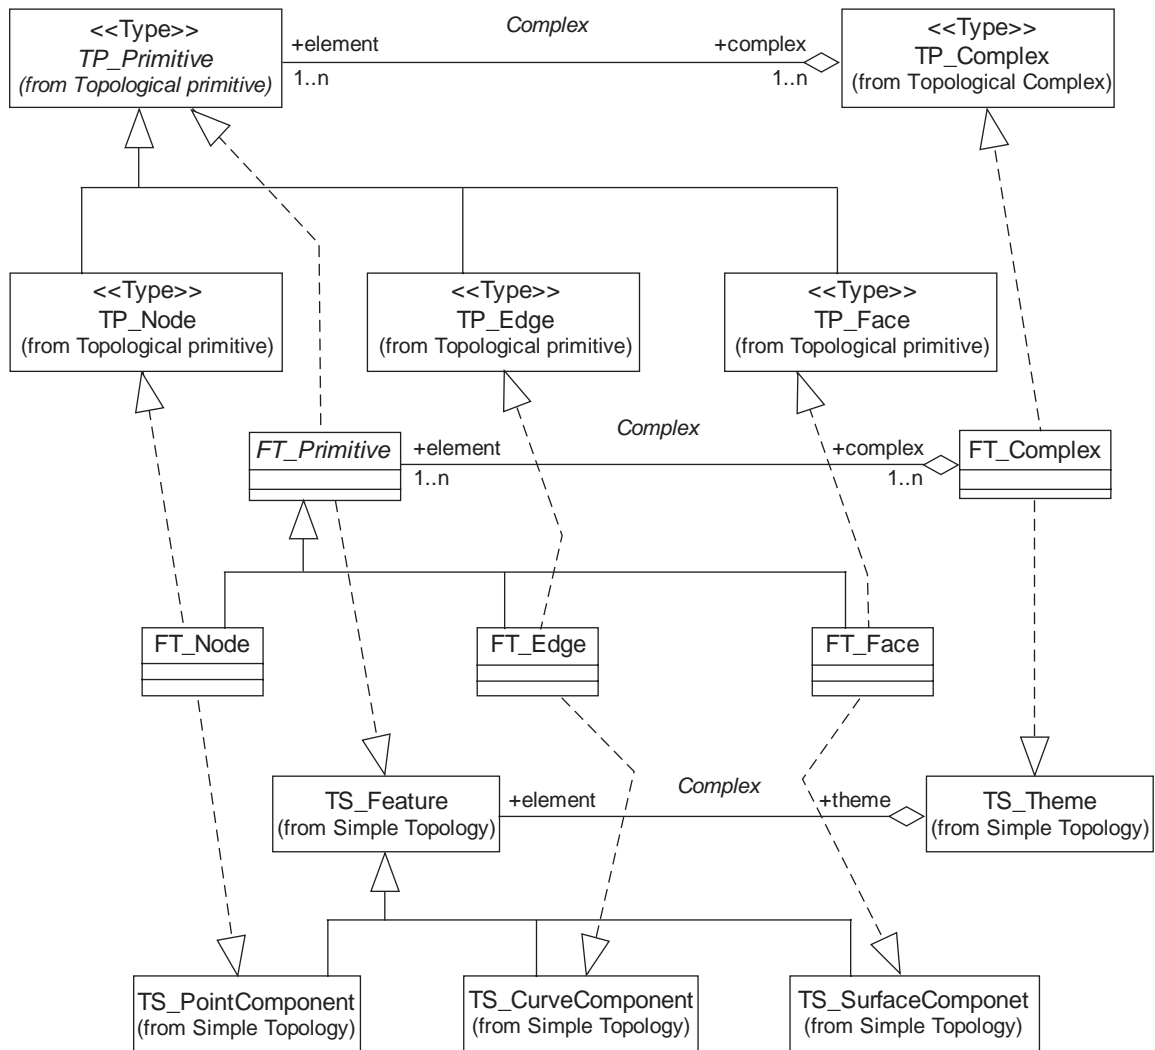 <<Type>>
TP_Primitive
(from Topological primitive)
+element
1..n
Complex
+complex
1..n
<<Type>>
TP_Complex
(from Topological Complex)
<<Type>>
TP_Node
(from Topological primitive)
<<Type>>
TP_Edge
(from Topological primitive)
<<Type>>
TP_Face
(from Topological primitive)
FT_Primitive
+element
1..n
Complex
+complex
1..n
FT_Complex
FT_Node
FT_Edge
FT_Face
TS_Feature
(from Simple Topology)
+element
Complex
+theme
TS_Theme
(from Simple Topology)
TS_PointComponent
(from Simple Topology)
TS_CurveComponent
(from Simple Topology)
TS_SurfaceComponet
(from Simple Topology)